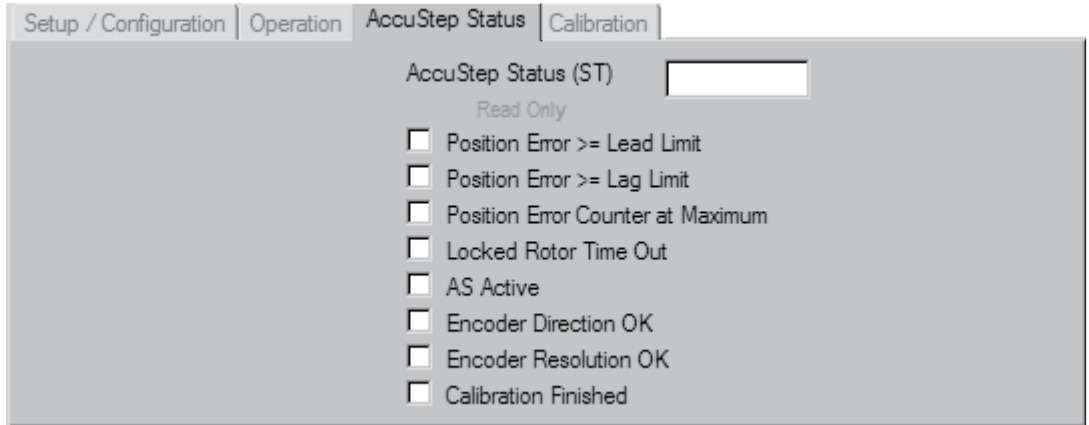 Setup / Configuration Operation AccuStep Status Calibration
AccuStep Status (ST)
Read Only
Position Error >= Lead Limit
Position Error >= Lag Limit
Position Error Counter at Maximum
Locked Rotor Time Out
AS Active
Encoder Direction OK
Encoder Resolution OK
Calibration Finished